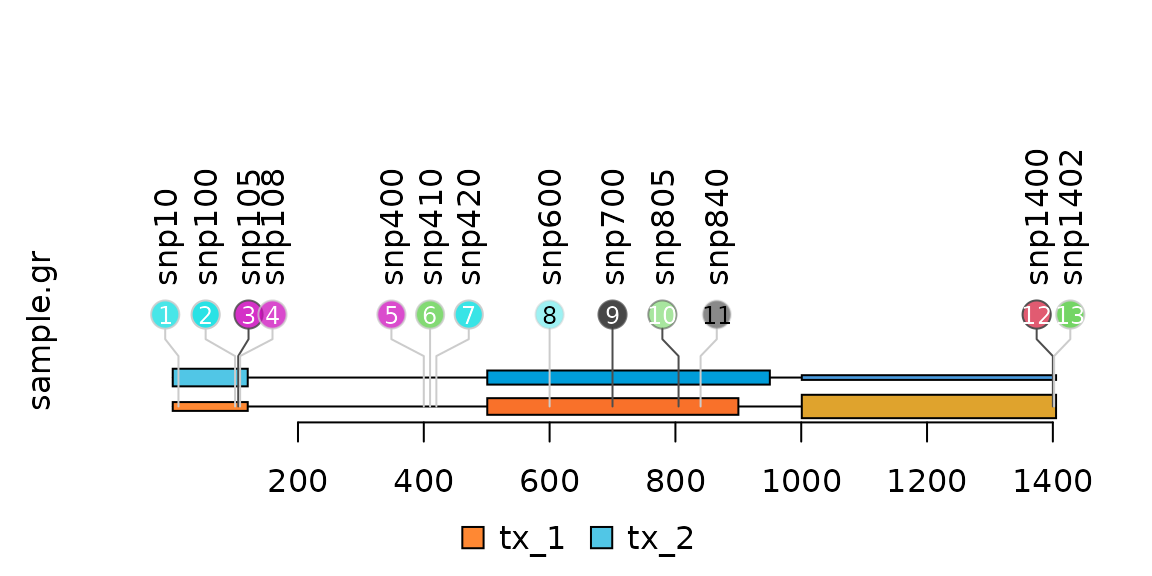 snp10 snp100 snp105 snp108 snp400 snp410 snp420 snp600 snp700 snp805 snp840 snp1400 snp1402
1 2 3 4 5 6 7 8 9 10 11 12 13
sample.gr
200 400 600 800 1000 1200 1400
tx_1 tx_2